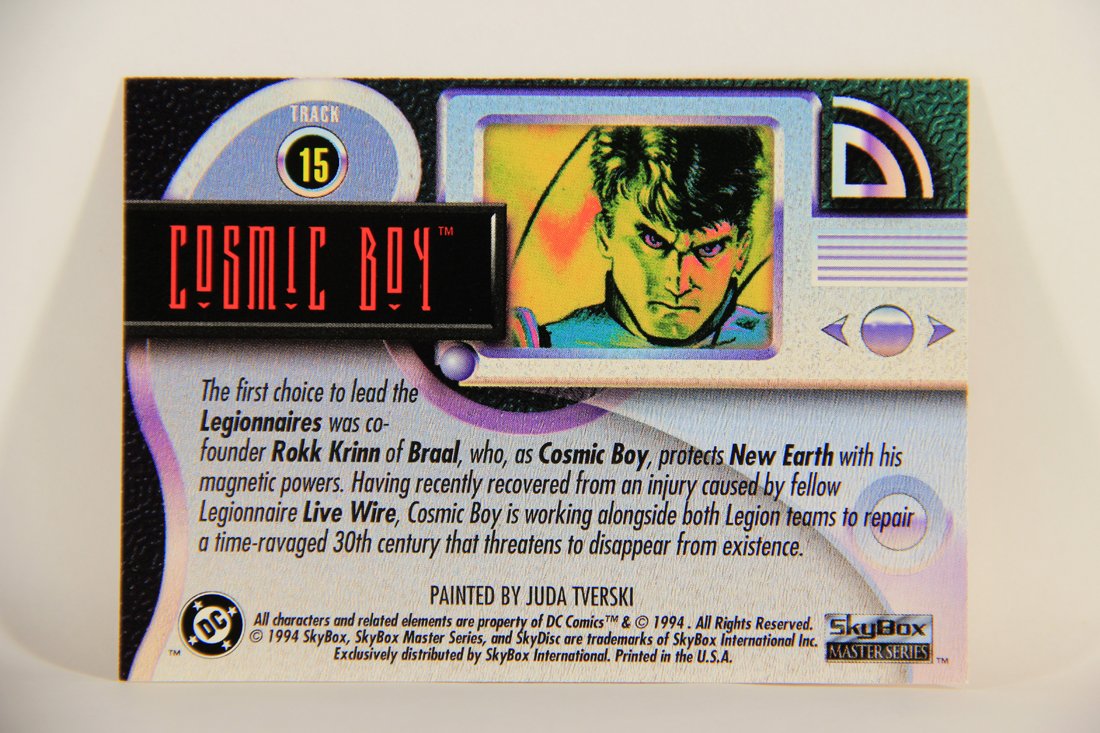 TRACK
15
COSMIC BOY™
The first choice to lead the
Legionnaires was co-
founder Rokk Krinn of Braal, who, as Cosmic Boy, protects New Earth with his
magnetic powers. Having recently recovered from an injury caused by fellow
Legionnaire Live Wire, Cosmic Boy is working alongside both Legion teams to repair
a time-ravaged 30th century that threatens to disappear from existence.
PAINTED BY JUDA TVERSKI
DC
™
All characters and related elements are property of DC Comics™ & © 1994 . All Rights Reserved.
© 1994 SkyBox, SkyBox Master Series, and SkyDisc are trademarks of SkyBox International Inc.
Exclusively distributed by SkyBox International. Printed in the U.S.A.
SkyBox
MASTER SERIES
™